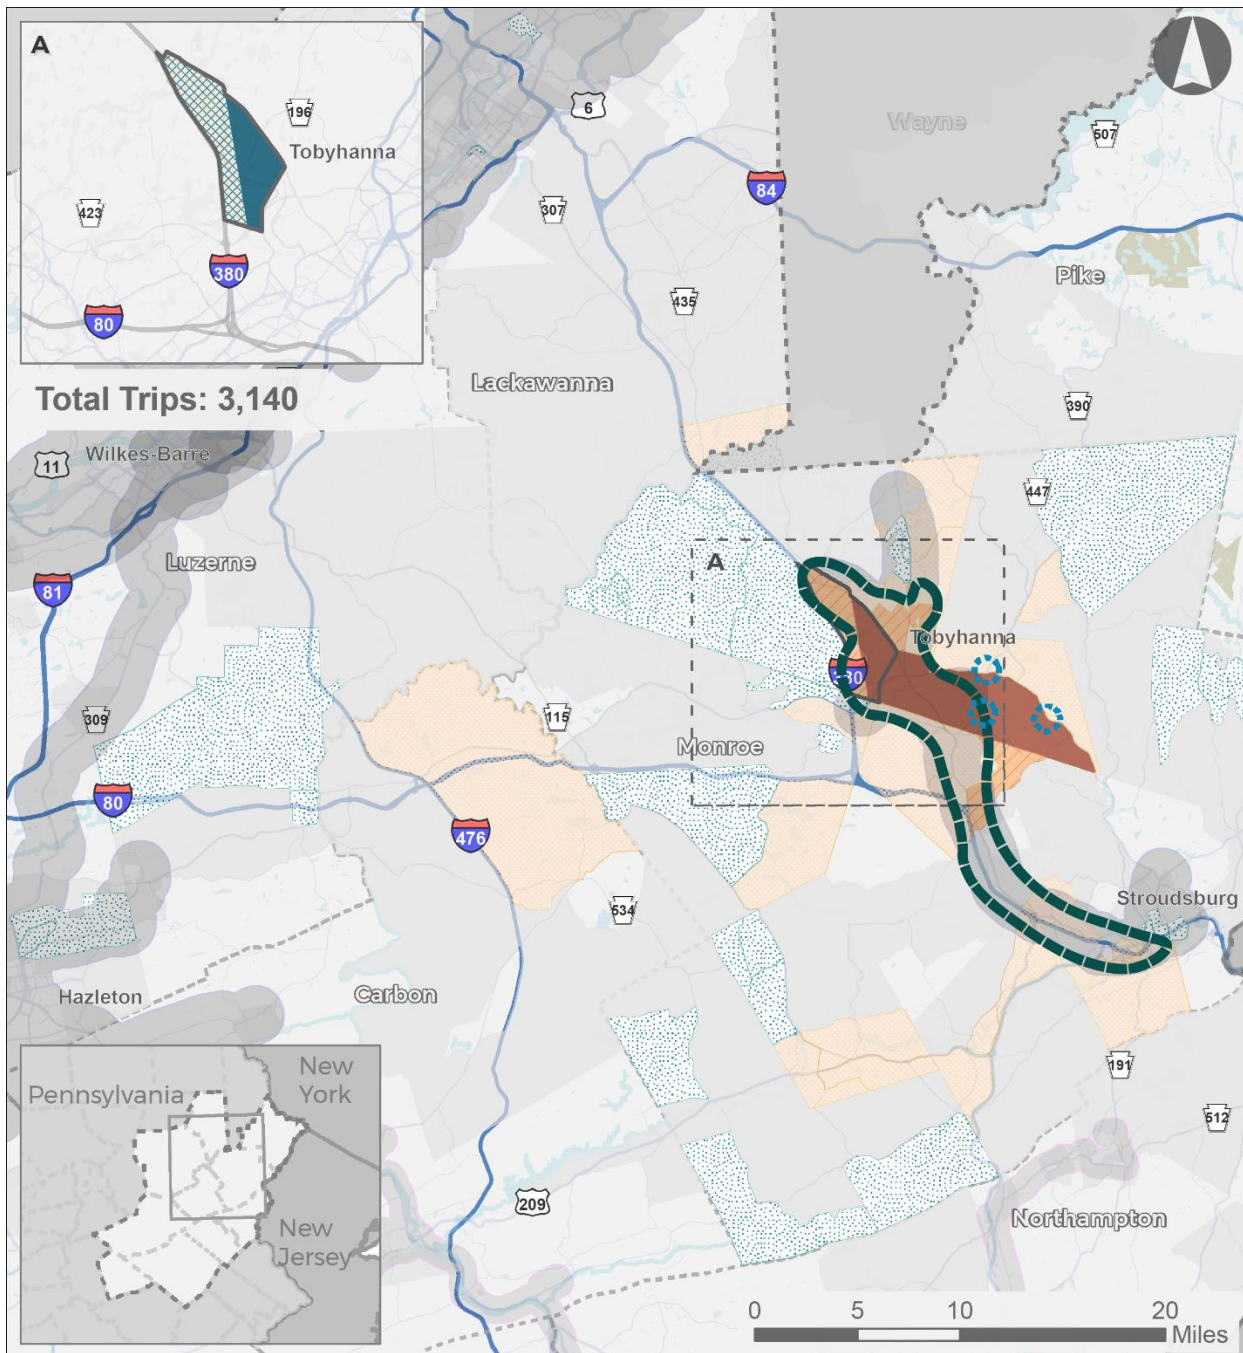 A
196
Tobyhanna
423
380
80
Total Trips: 3,140
6
Wayne
507
307
84
Pike
435
Lackawanna
390
Wilkes-Barre
11
447
Luzerne
A
81
Tobyhanna
380
309
115
Monroe
80
476
Stroudsburg
534
Hazleton
Carbon
191
512
209
Northampton
Pennsylvania
New
York
New
Jersey
0 5 10 20
Miles